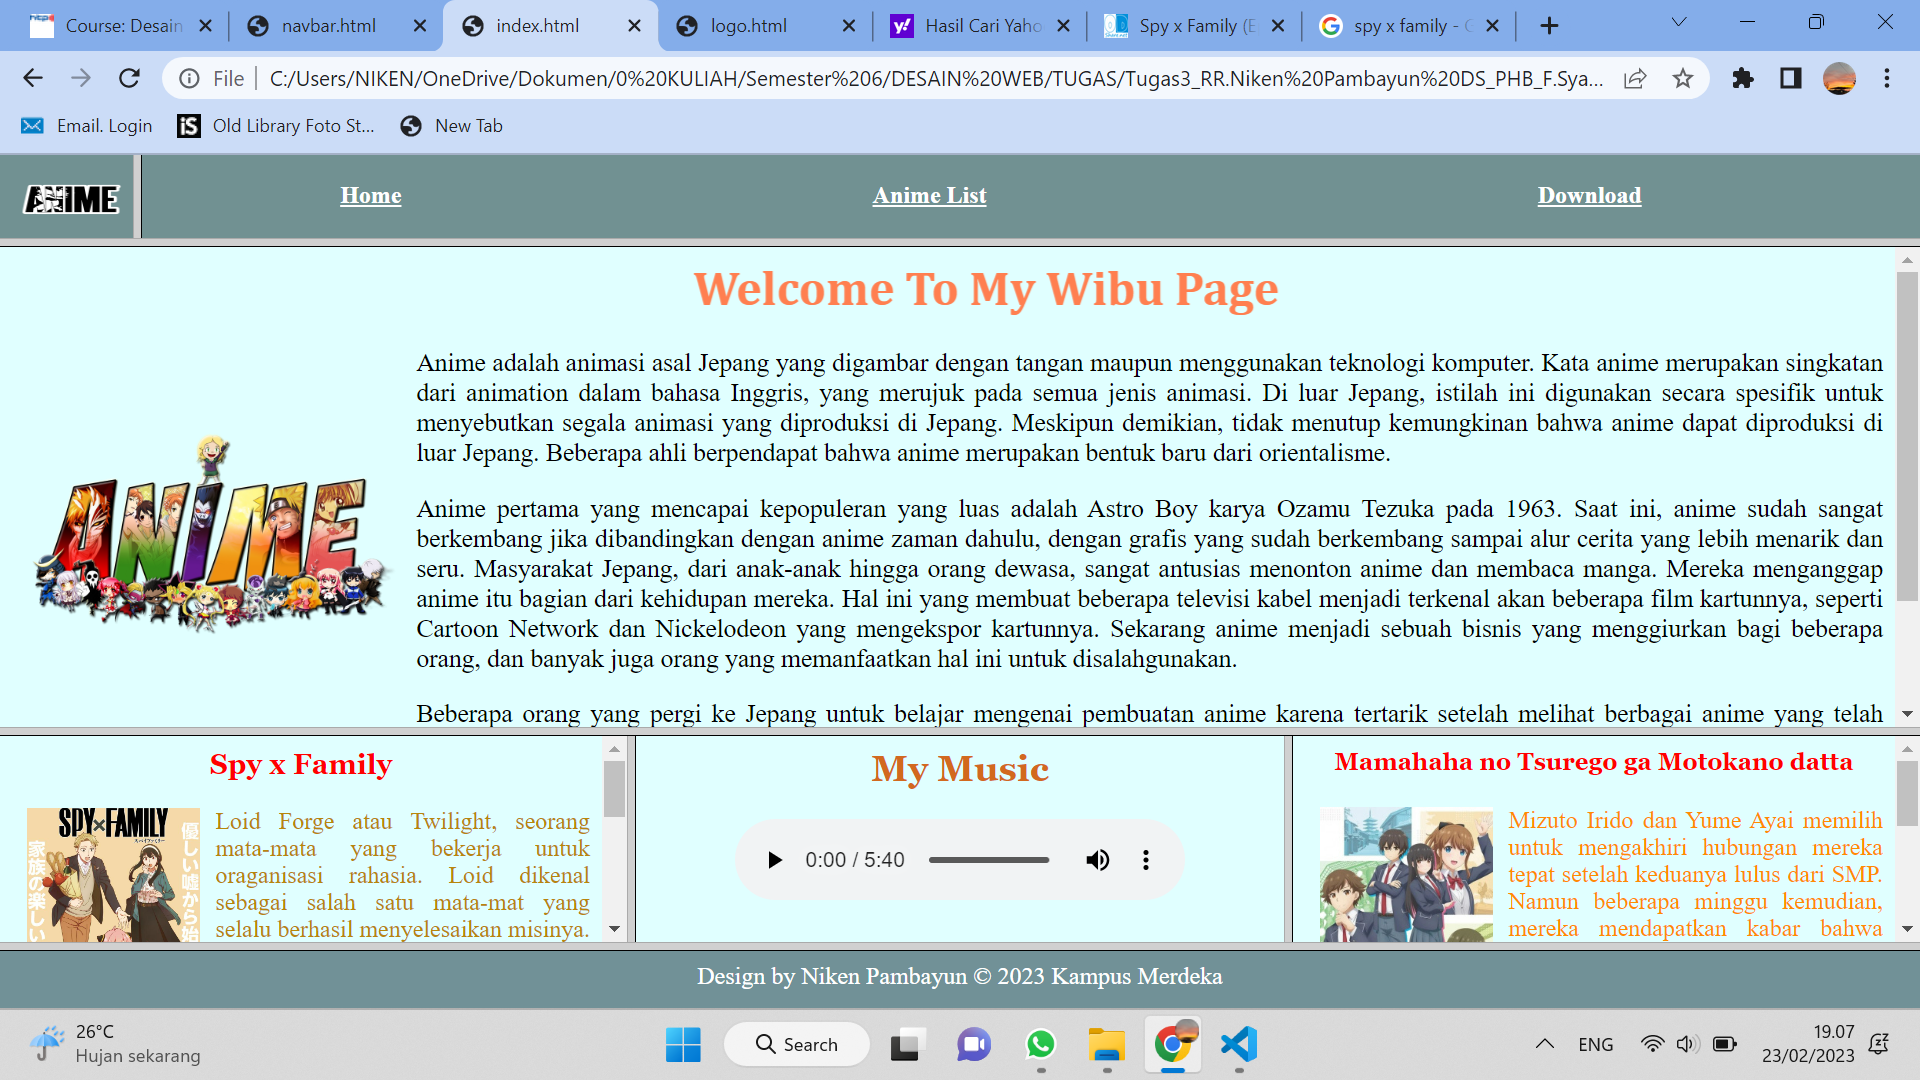 Course: Desain
navbar.html
index.html
logo.html
Hasil Cari Yaho
Spy x Family (E
spy x family - G
File
C:/Users/NIKEN/OneDrive/Dokumen/0%20KULIAH/Semester%206/DESAIN%20WEB/TUGAS/Tugas3_RR.Niken%20Pambayun%20DS_PHB_F.Sya...
Email. Login
Old Library Foto St...
New Tab
ANIME
Home
Anime List
Download
Welcome To My Wibu Page
Anime adalah animasi asal Jepang yang digambar dengan tangan maupun menggunakan teknologi komputer. Kata anime merupakan singkatan
dari animation dalam bahasa Inggris, yang merujuk pada semua jenis animasi. Di luar Jepang, istilah ini digunakan secara spesifik untuk
menyebutkan segala animasi yang diproduksi di Jepang. Meskipun demikian, tidak menutup kemungkinan bahwa anime dapat diproduksi di
luar Jepang. Beberapa ahli berpendapat bahwa anime merupakan bentuk baru dari orientalisme.
ANIME
Anime pertama yang mencapai kepopuleran yang luas adalah Astro Boy karya Ozamu Tezuka pada 1963. Saat ini, anime sudah sangat
berkembang jika dibandingkan dengan anime zaman dahulu, dengan grafis yang sudah berkembang sampai alur cerita yang lebih menarik dan
seru. Masyarakat Jepang, dari anak-anak hingga orang dewasa, sangat antusias menonton anime dan membaca manga. Mereka menganggap
anime itu bagian dari kehidupan mereka. Hal ini yang membuat beberapa televisi kabel menjadi terkenal akan beberapa film kartunnya, seperti
Cartoon Network dan Nickelodeon yang mengekspor kartunnya. Sekarang anime menjadi sebuah bisnis yang menggiurkan bagi beberapa
orang, dan banyak juga orang yang memanfaatkan hal ini untuk disalahgunakan.
Beberapa orang yang pergi ke Jepang untuk belajar mengenai pembuatan anime karena tertarik setelah melihat berbagai anime yang telah
Spy x Family
SPY×FAMILY
優しい嘘から始
家族の楽しい
Loid Forge atau Twilight, seorang
mata-mata yang bekerja untuk
oraganisasi rahasia. Loid dikenal
sebagai salah satu mata-mat yang
selalu berhasil menyelesaikan misinya.
My Music
0:00 / 5:40
Mamahaha no Tsurego ga Motokano datta
Mizuto Irido dan Yume Ayai memilih
untuk mengakhiri hubungan mereka
tepat setelah keduanya lulus dari SMP.
Namun beberapa minggu kemudian,
mereka mendapatkan kabar bahwa
Design by Niken Pambayun © 2023 Kampus Merdeka
26°C
Hujan sekarang
Search
ENG
19.07
23/02/2023